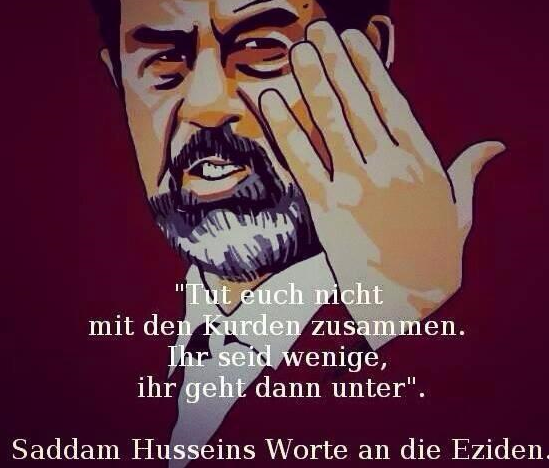 "Tut euch nicht
mit den Kurden zusammen.
Ihr seid wenige,
ihr geht dann unter".
Saddam Husseins Worte an die Eziden.